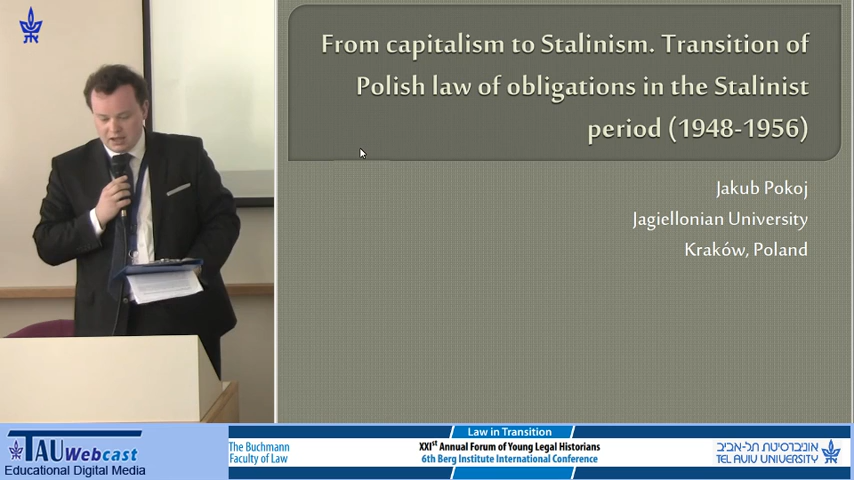 From capitalism to Stalinism. Transition of
Polish law of obligations in the Stalinist
period (1948-1956)
Jakub Pokoj
Jagiellonian University
Kraków, Poland
TAU Webcast
Educational Digital Media
The Buchmann
Faculty of Law
Law in Transition
XXIst Annual Forum of Young Legal Historians
6th Berg Institute International Conference
אוניברסיטת תל-אביב
TEL AVIV UNIVERSITY